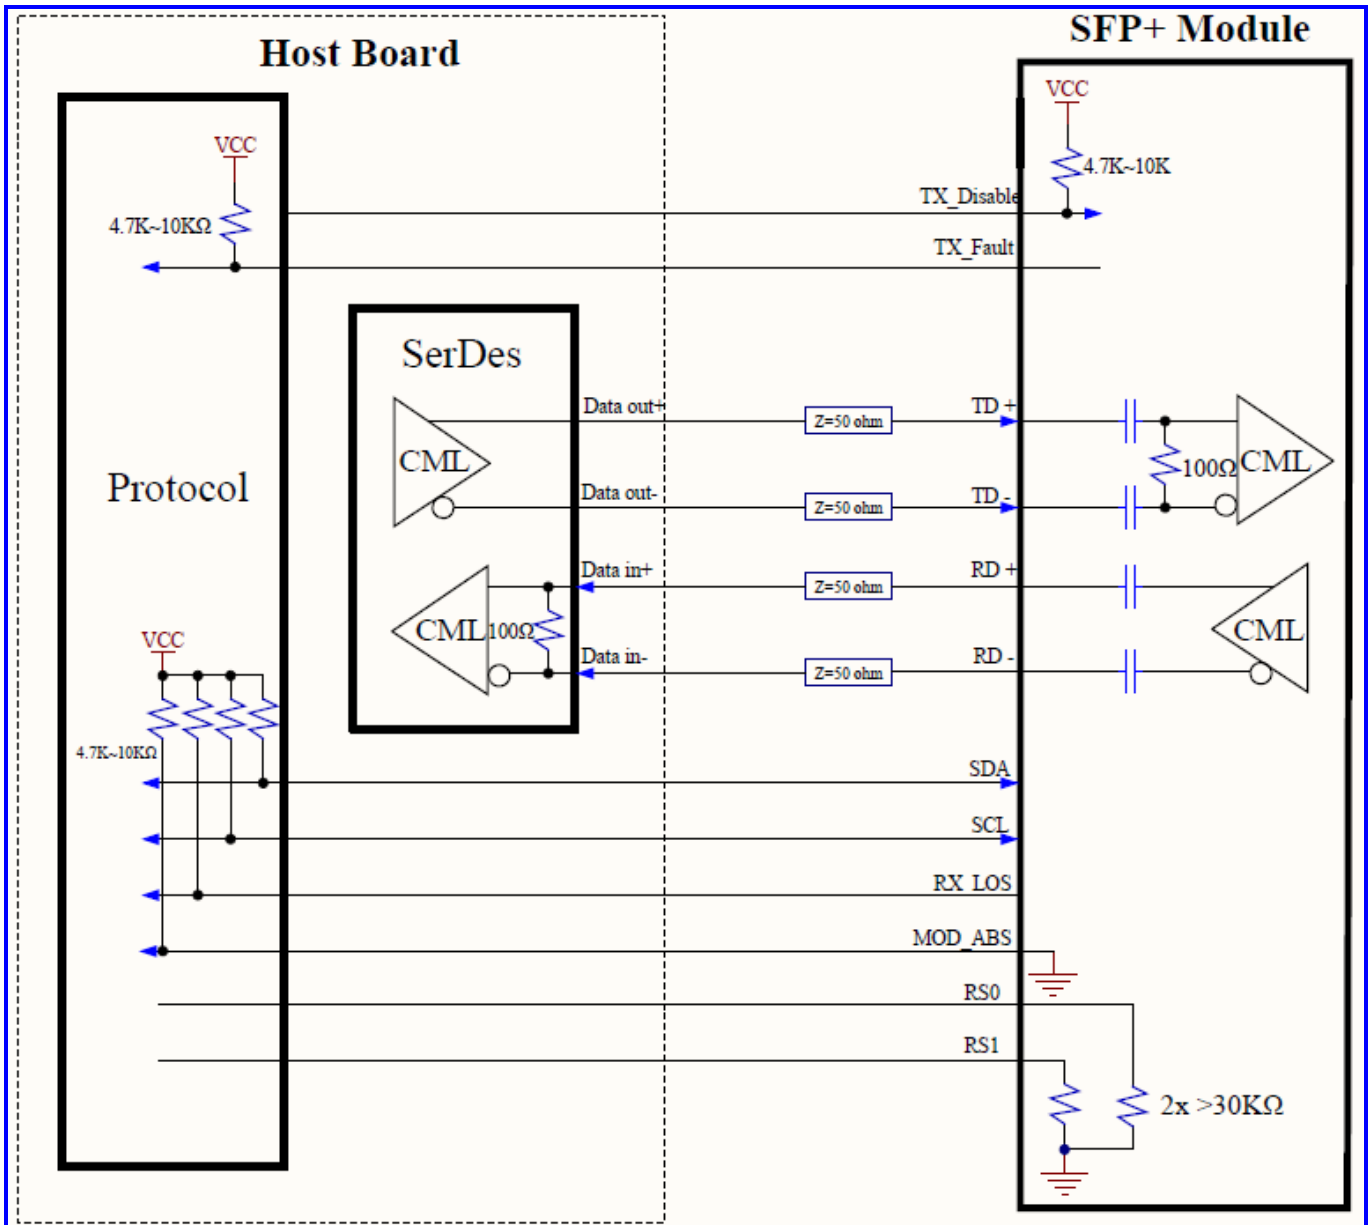 Host Board
SFP+ Module
VCC
VCC
4.7K~10K
4.7K~10KΩ
TX_Disable
TX_Fault
SerDes
Data out+
Z=50 ohm
TD +
CML
100Ω
CML
Protocol
Data out-
Z=50 ohm
TD -
Data in+
Z=50 ohm
RD +
CML
100Ω
CML
VCC
Data in-
Z=50 ohm
RD -
4.7K~10KΩ
SDA
SCL
RX LOS
MOD_ABS
RS0
RS1
2x >30KΩ